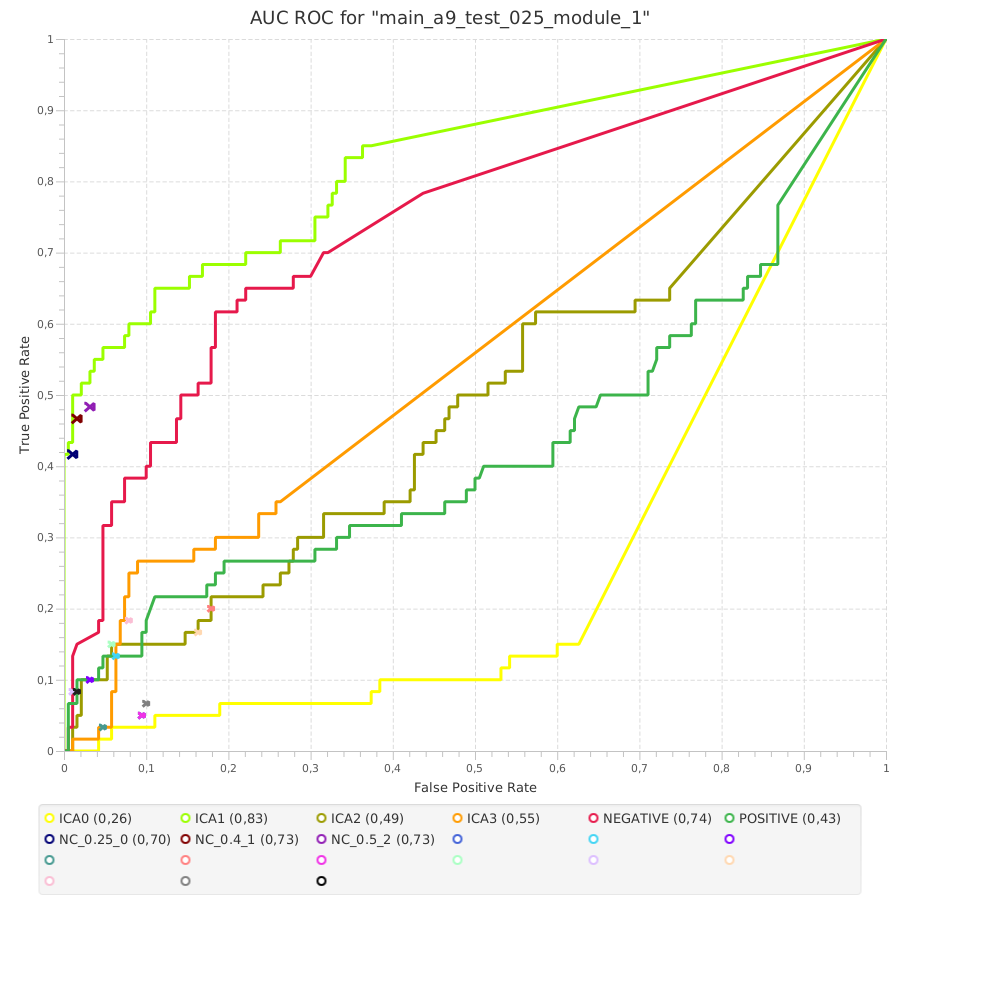 AUC ROC for "main_a9_test_025_module_1"
1
0,9
0,8
0,7
0,6
0,5
0,4
0,3
0,2
0,1
0
True Positive Rate
0 0,1 0,2 0,3 0,4 0,5 0,6 0,7 0,8 0,9 1
False Positive Rate
ICA0 (0,26) ICA1 (0,83) ICA2 (0,49) ICA3 (0,55) NEGATIVE (0,74) POSITIVE (0,43)
NC_0.25_0 (0,70) NC_0.4_1 (0,73) NC_0.5_2 (0,73)